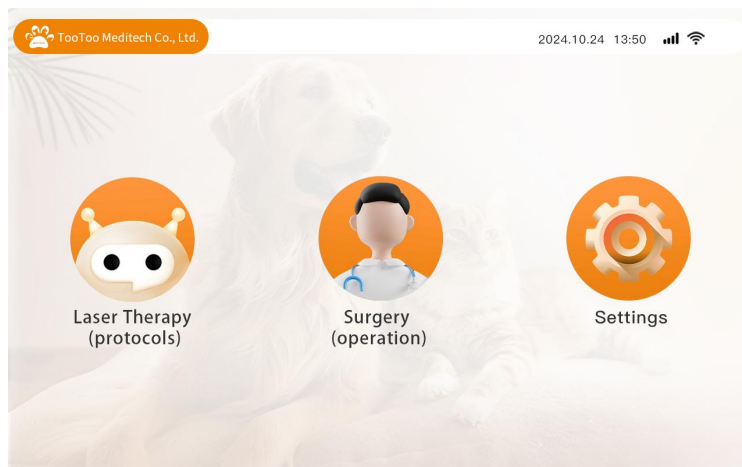 TooToo Meditech Co., Ltd.
2024.10.24 13:50
Laser Therapy
(protocols)
Surgery
(operation)
Settings